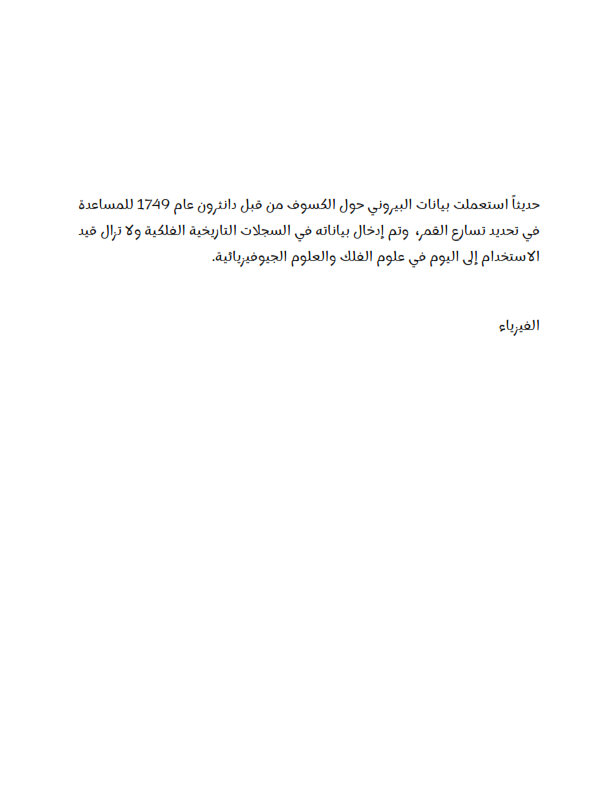 حديثاً استعملت بيانات البيروني حول الكسوف من قبل دانثرون عام 1749 للمساعدة
في تحديد تسارع القمر، وتم إدخال بياناته في السجلات التاريخية الفلكية ولا تزال قيد
الاستخدام إلى اليوم في علوم الفلك والعلوم الجيوفيزيائية.
الفيزياء